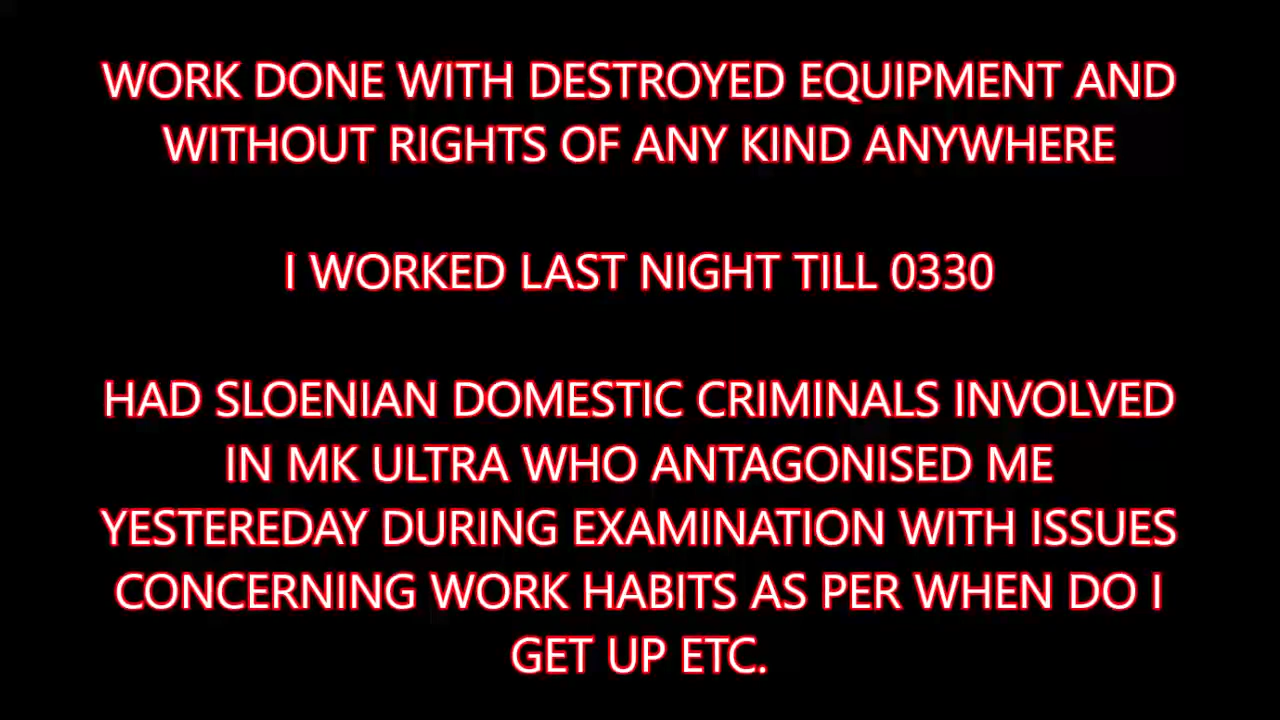 WORK DONE WITH DESTROYED EQUIPMENT AND
WITHOUT RIGHTS OF ANY KIND ANYWHERE
I WORKED LAST NIGHT TILL 0330
HAD SLOENIAN DOMESTIC CRIMINALS INVOLVED
IN MK ULTRA WHO ANTAGONISED ME
YESTEREDAY DURING EXAMINATION WITH ISSUES
CONCERNING WORK HABITS AS PER WHEN DO I
GET UP ETC.